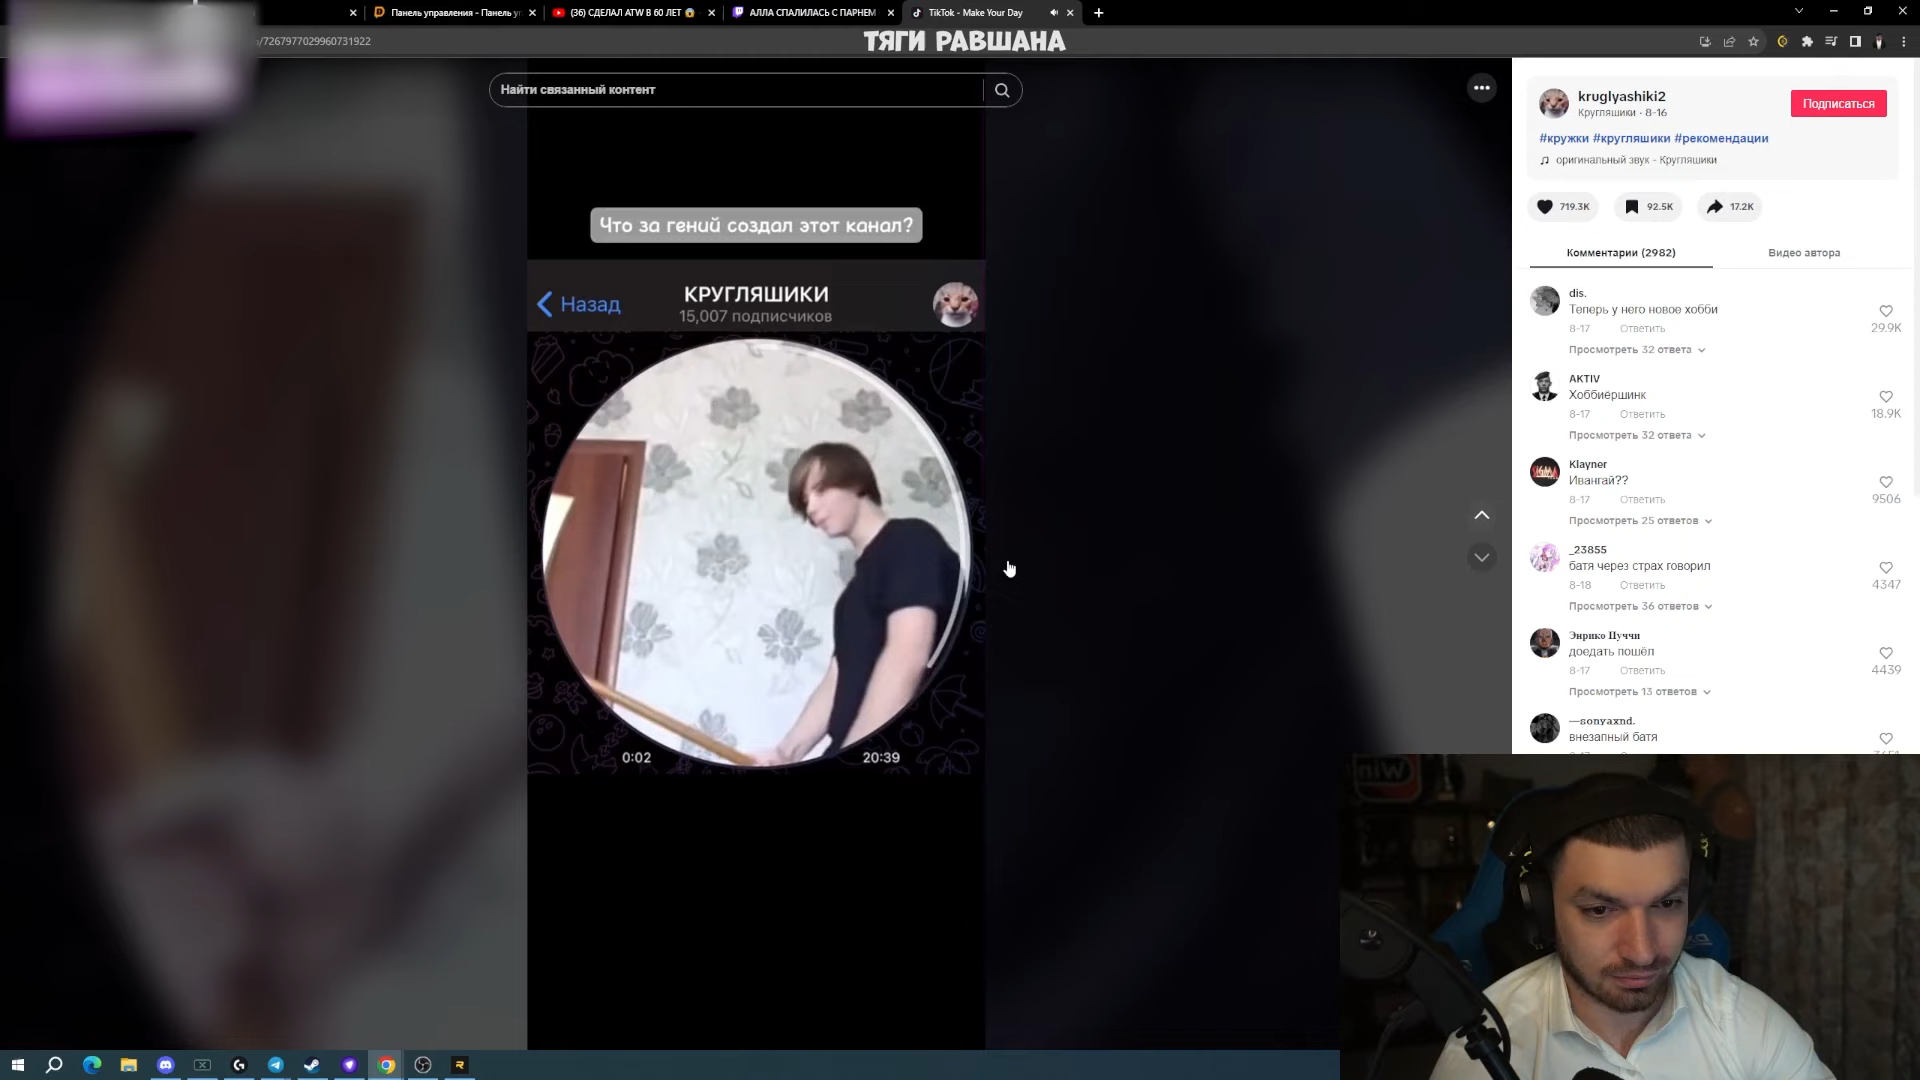 Панель управления - Панель у
(36) СДЕЛАЛ ATW В 60 ЛЕТ 😱
АЛЛА СПАЛИЛАСЬ С ПАРНЕМ
TikTok - Make Your Day
/7267977029960731922
ТЯГИ РАВШАНА
Найти связанный контент
Что за гений создал этот канал?
Назад
КРУГЛЯШИКИ
15,007 подписчиков
0:02
20:39
kruglyashiki2
Кругляшики · 8-16
Подписаться
#кружки #кругляшики #рекомендации
оригинальный звук - Кругляшики
719.3K
92.5K
17.2K
Комментарии (2982)
Видео автора
dis.
Теперь у него новое хобби
8-17 Ответить
29.9K
Просмотреть 32 ответа
AKTIV
Хоббиёршинк
8-17 Ответить
18.9K
Просмотреть 32 ответа
Klayner
Ивангай??
8-17 Ответить
9506
Просмотреть 25 ответов
_23855
батя через страх говорил
8-18 Ответить
4347
Просмотреть 36 ответов
Энрико Пуччи
доедать пошёл
8-17 Ответить
4439
Просмотреть 13 ответов
—sonyaxnd.
внезапный батя